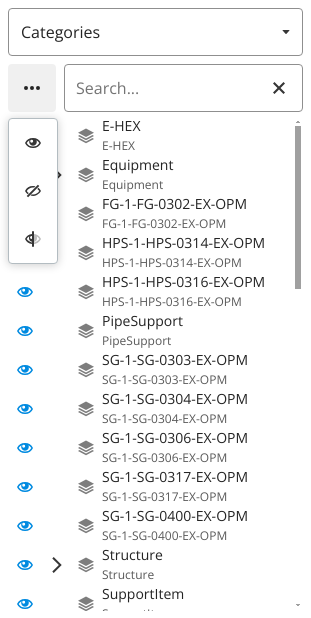 Categories
Search...
E-HEX
E-HEX
Equipment
Equipment
FG-1-FG-0302-EX-OPM
FG-1-FG-0302-EX-OPM
HPS-1-HPS-0314-EX-OPM
HPS-1-HPS-0314-EX-OPM
HPS-1-HPS-0316-EX-OPM
HPS-1-HPS-0316-EX-OPM
PipeSupport
PipeSupport
SG-1-SG-0303-EX-OPM
SG-1-SG-0303-EX-OPM
SG-1-SG-0304-EX-OPM
SG-1-SG-0304-EX-OPM
SG-1-SG-0306-EX-OPM
SG-1-SG-0306-EX-OPM
SG-1-SG-0317-EX-OPM
SG-1-SG-0317-EX-OPM
SG-1-SG-0400-EX-OPM
SG-1-SG-0400-EX-OPM
Structure
Structure
SupportItem